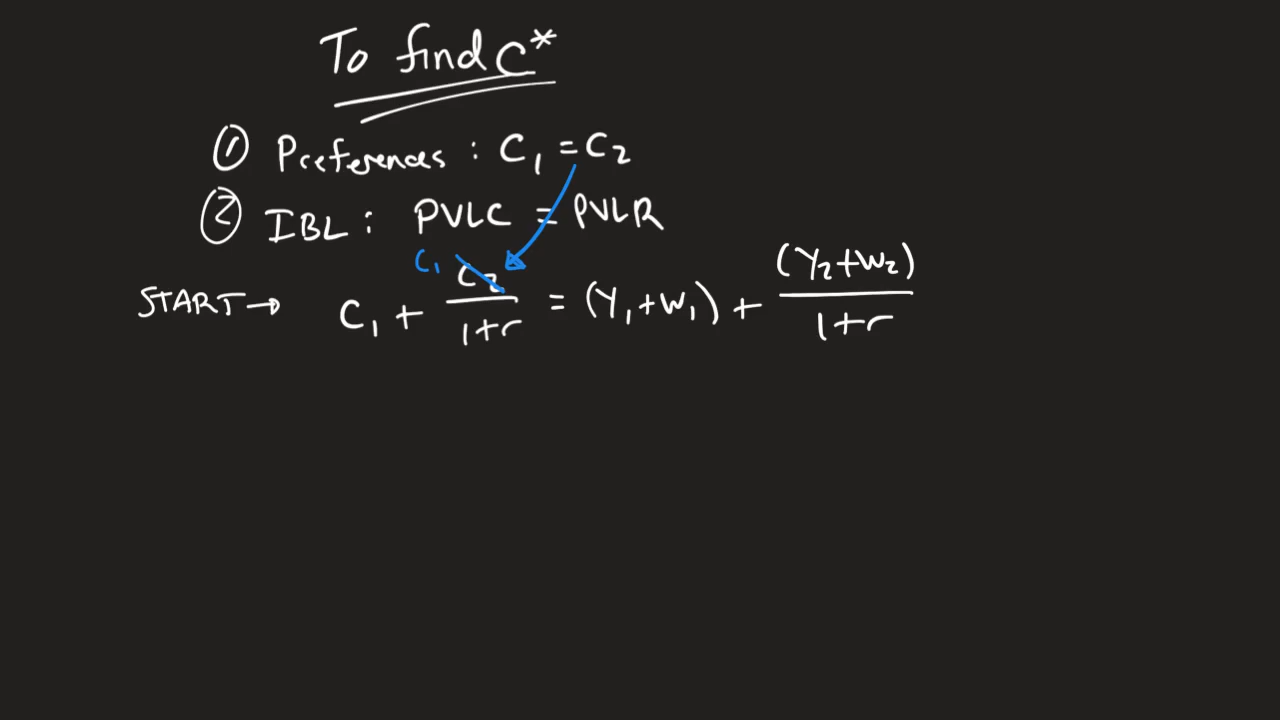 To find C*
① Preferences : C₁ = C₂
② IBL : PVLC = PVLR
C₁
START → C₁ + C₂/1+r = (Y₁+W₁) + (Y₂+W₂)/1+r